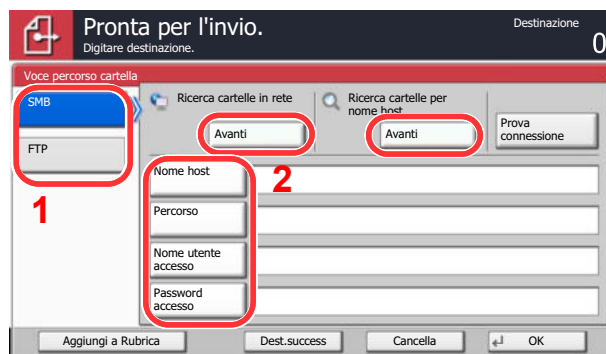 Pronta per l'invio.
Digitare destinazione.
Destinazione
0
Voce percorso cartella
SMB
FTP
1
Ricerca cartelle in rete
Avanti
Ricerca cartelle per
nome host
Avanti
Prova
connessione
2
Nome host
Percorso
Nome utente
accesso
Password
accesso
Aggiungi a Rubrica
Dest.success
Cancella
OK